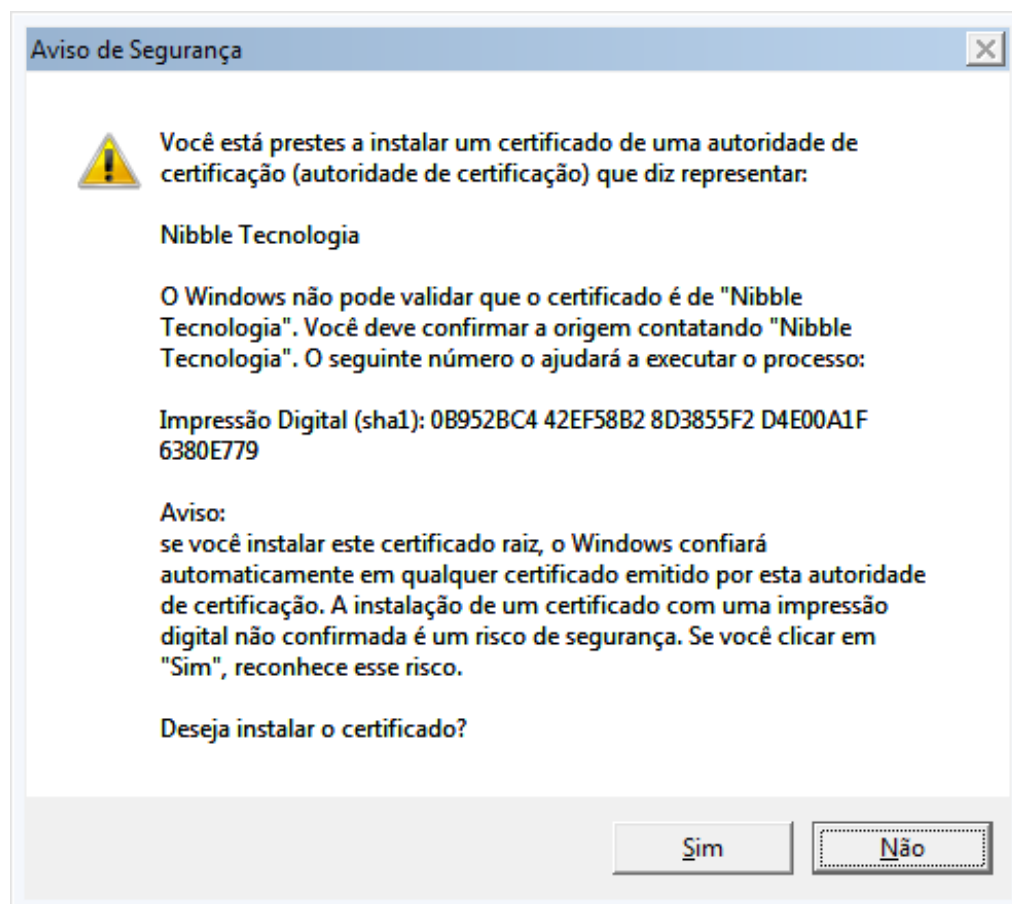 Aviso de Segurança
Você está prestes a instalar um certificado de uma autoridade de
certificação (autoridade de certificação) que diz representar:
Nibble Tecnologia
O Windows não pode validar que o certificado é de "Nibble
Tecnologia". Você deve confirmar a origem contatando "Nibble
Tecnologia". O seguinte número o ajudará a executar o processo:
Impressão Digital (sha1): 0B952BC4 42EF58B2 8D3855F2 D4E00A1F
6380E779
Aviso:
se você instalar este certificado raiz, o Windows confiará
automaticamente em qualquer certificado emitido por esta autoridade
de certificação. A instalação de um certificado com uma impressão
digital não confirmada é um risco de segurança. Se você clicar em
"Sim", reconhece esse risco.
Deseja instalar o certificado?
Sim
Não